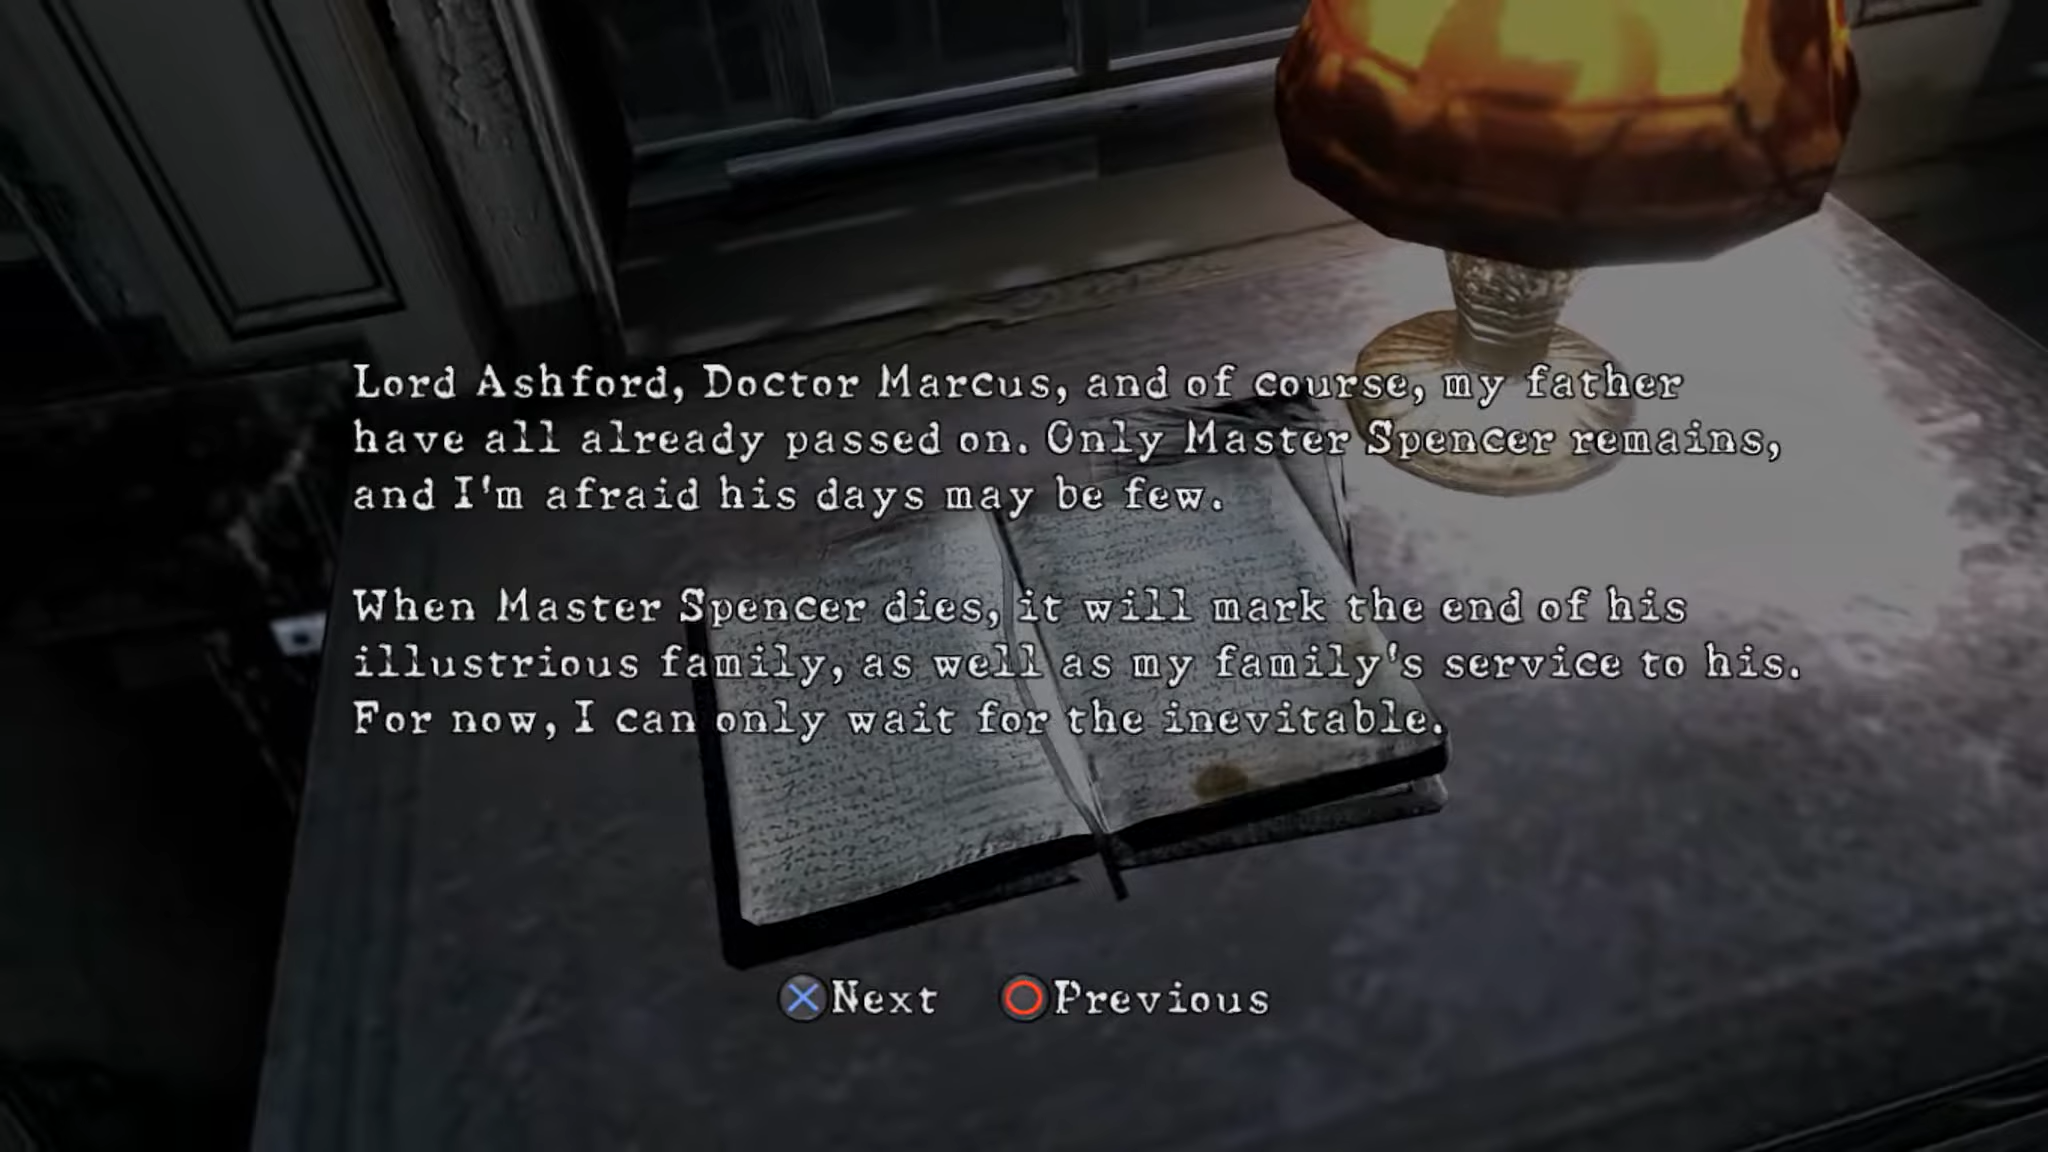 Lord Ashford, Doctor Marcus, and of course, my father
have all already passed on. Only Master Spencer remains,
and I'm afraid his days may be few.
When Master Spencer dies, it will mark the end of his
illustrious family, as well as my family's service to his.
For now, I can only wait for the inevitable.
Next Previous